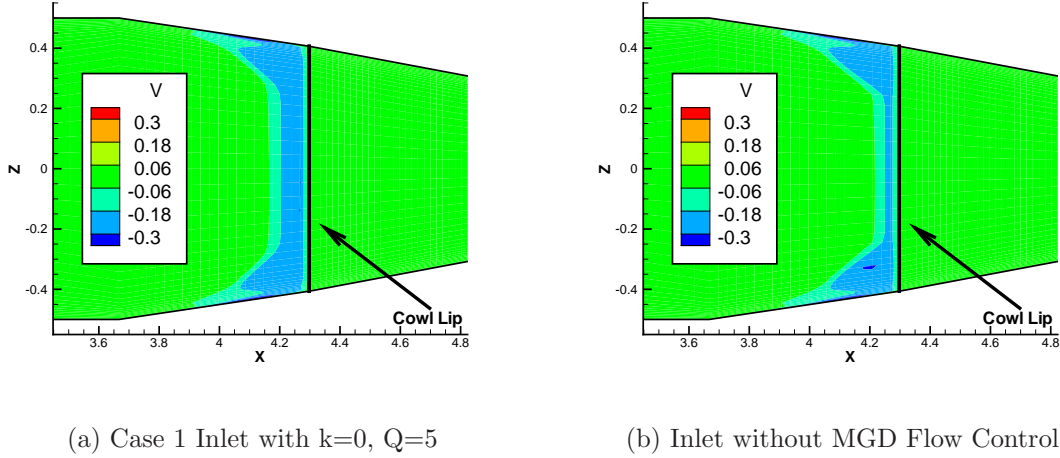 V
0.3
0.18
0.06
-0.06
-0.18
-0.3
Z
0.4
0.2
0
-0.2
-0.4
3.6 3.8 4 4.2 4.4 4.6 4.8
X
Cowl Lip
(a) Case 1 Inlet with k=0, Q=5
V
0.3
0.18
0.06
-0.06
-0.18
-0.3
Z
0.4
0.2
0
-0.2
-0.4
3.6 3.8 4 4.2 4.4 4.6 4.8
X
Cowl Lip
(b) Inlet without MGD Flow Control